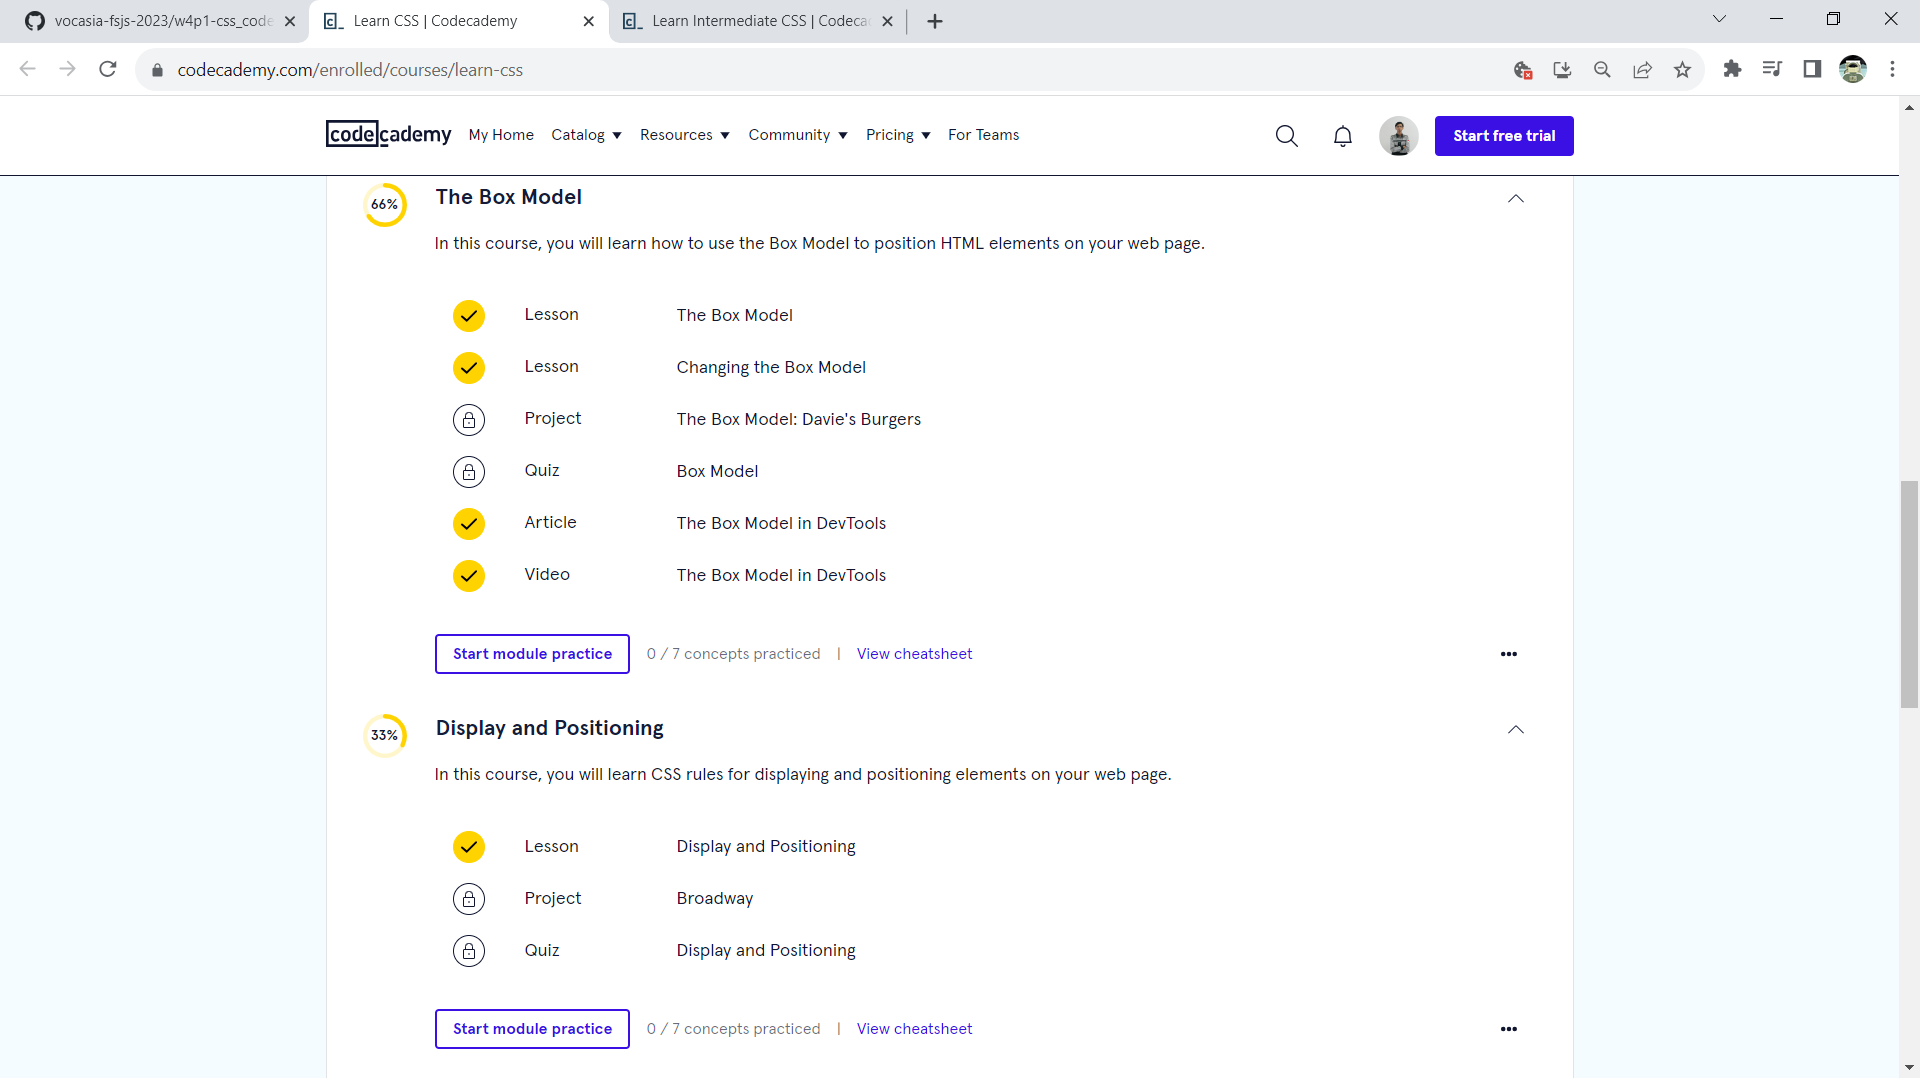 vocasia-fsjs-2023/w4p1-css_code
Learn CSS | Codecademy
Learn Intermediate CSS | Codecad
codecademy.com/enrolled/courses/learn-css
codecademy
My Home
Catalog
Resources
Community
Pricing
For Teams
Start free trial
66%
The Box Model
In this course, you will learn how to use the Box Model to position HTML elements on your web page.
Lesson The Box Model
Lesson Changing the Box Model
Project The Box Model: Davie's Burgers
Quiz Box Model
Article The Box Model in DevTools
Video The Box Model in DevTools
Start module practice 0 / 7 concepts practiced | View cheatsheet
33%
Display and Positioning
In this course, you will learn CSS rules for displaying and positioning elements on your web page.
Lesson Display and Positioning
Project Broadway
Quiz Display and Positioning
Start module practice 0 / 7 concepts practiced | View cheatsheet